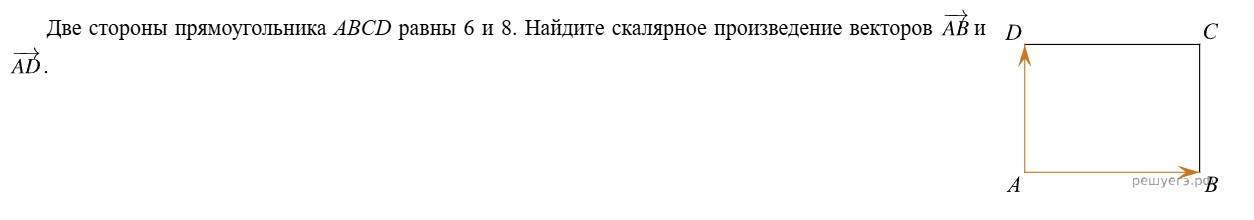 Две стороны прямоугольника ABCD равны 6 и 8. Найдите скалярное произведение векторов AB и
AD.
D
C
A
B
решуегэ.рф